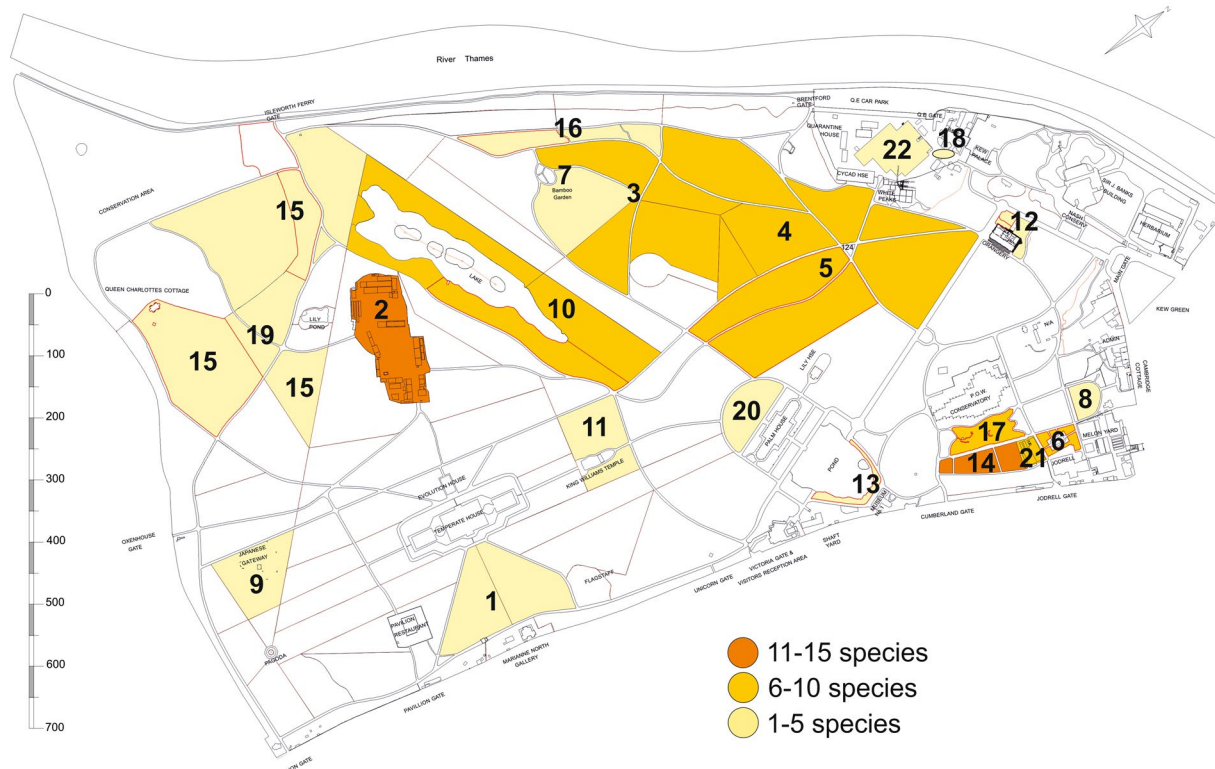 Z
River Thames
ISLEWORTH FERRY
GATE
BRENTFORD
GATE
Q.E CAR PARK
Q.E GATE
QUARANTINE
HOUSE
16
22
18
KEW
PALACE
CONSERVATION AREA
7
Bamboo
Garden
3
CYCAD HSE
WHITE
PEAKS
SIR J. BANKS
BUILDING
15
4
12
NASH
CONSERV.
HERBARIUM
ORANGERY
124
5
MAIN GATE
QUEEN CHARLOTTES COTTAGE
LAKE
10
KEW GREEN
0
2
LILY
POND
19
N/A
ADMIN
100
15
15
LILY HSE
CAMBRIDGE
COTTAGE
P.O.W.
CONSERVATORY
8
200
11
20
PALM HOUSE
17
6
MELON YARD
KING WILLIAMS TEMPLE
14
21
JODRELL
300
EVOLUTION HOUSE
POND
13
JODRELL GATE
TEMPERATE HOUSE
CUMBERLAND GATE
OXENHOUSE
GATE
SHAFT
YARD
400
JAPANESE
GATEWAY
9
VICTORIA GATE &
VISITORS RECEPTION AREA
FLAGSTAFF
UNICORN GATE
500
1
PAVILION
RESTAURANT
600
PAGODA
MARIANNE NORTH
GALLERY
PAVILLION GATE
700
ION GATE
11-15 species
6-10 species
1-5 species